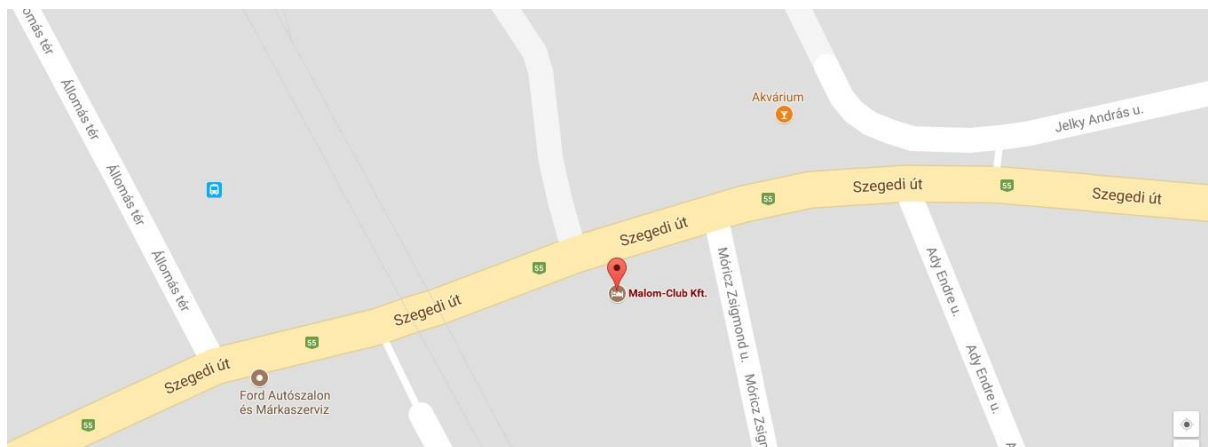 Állomás tér
Állomás tér
Állomás tér
Állomás tér
Akvárium
Jelky András u.
Szegedi út
55
Szegedi út
55
Szegedi út
55
Malom-Club Kft.
Móricz Zsigmond u.
Ady Endre u.
Szegedi út
55
Szegedi út
Ford Autószalon
és Márkaszerviz
55
Móricz Zsigmond
Ady Endre u.